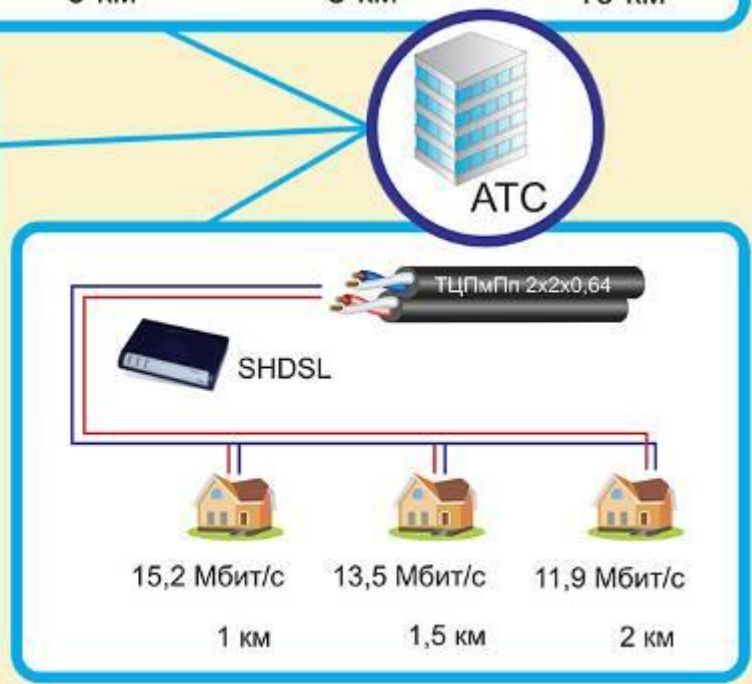 АТС
ТЦПмПп 2х2х0,64
SHDSL
15,2 Мбит/с 13,5 Мбит/с 11,9 Мбит/с
1 км 1,5 км 2 км